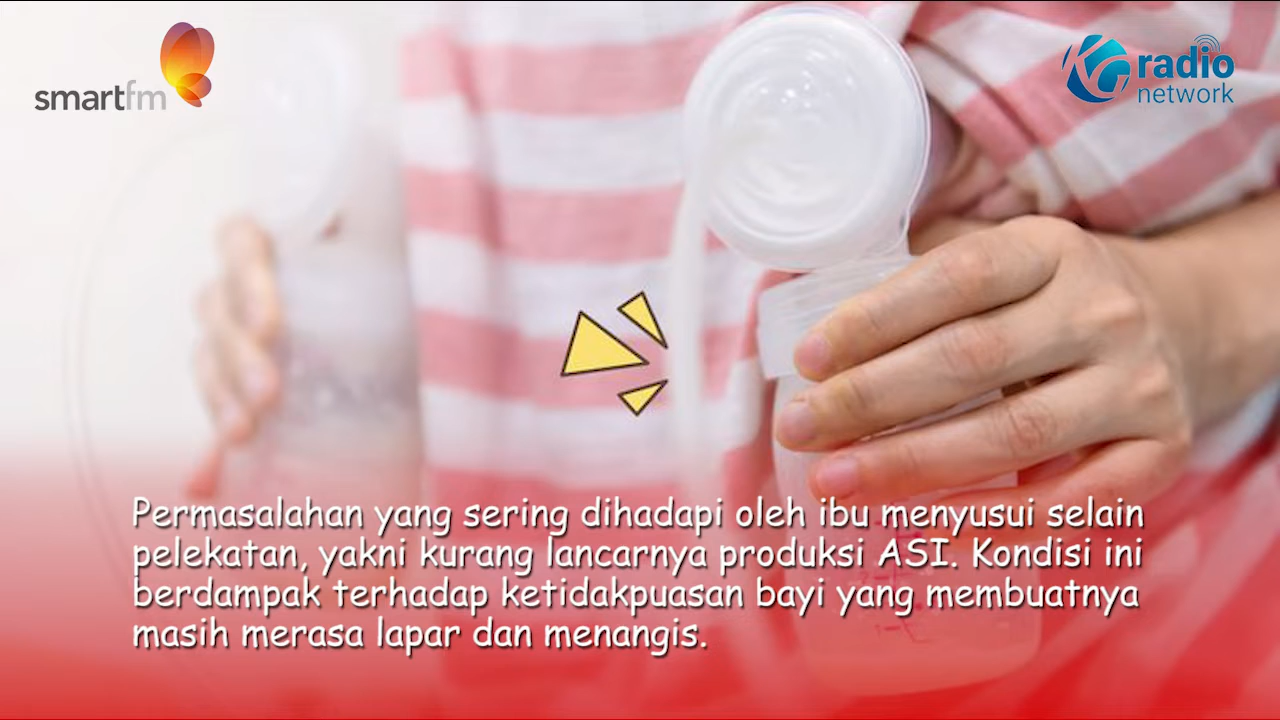 smartfm
KG radio
network
Permasalahan yang sering dihadapi oleh ibu menyusui selain
pelekatan, yakni kurang lancarnya produksi ASI. Kondisi ini
berdampak terhadap ketidakpuasan bayi yang membuatnya
masih merasa lapar dan menangis.